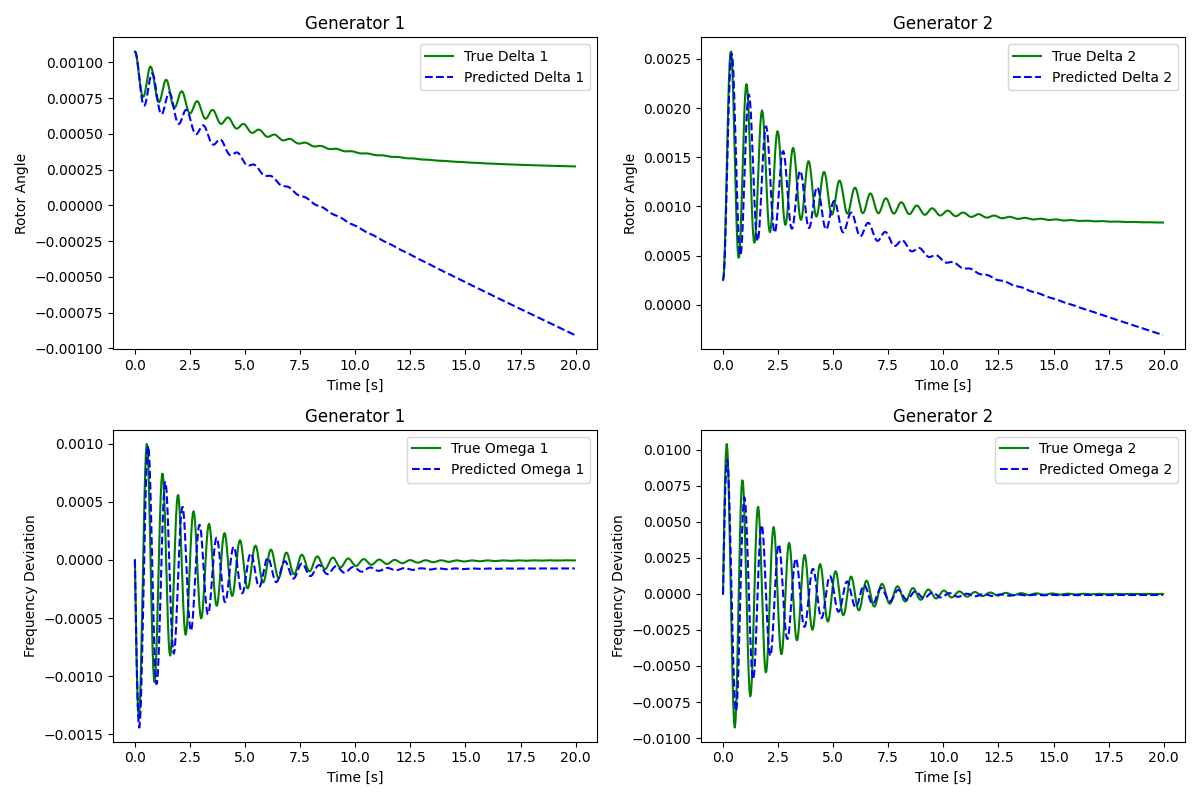 Generator 1
True Delta 1
Predicted Delta 1
Rotor Angle
0.00100
0.00075
0.00050
0.00025
0.00000
−0.00025
−0.00050
−0.00075
−0.00100
0.0 2.5 5.0 7.5 10.0 12.5 15.0 17.5 20.0
Time [s]
Generator 2
True Delta 2
Predicted Delta 2
Rotor Angle
0.0025
0.0020
0.0015
0.0010
0.0005
0.0000
0.0 2.5 5.0 7.5 10.0 12.5 15.0 17.5 20.0
Time [s]
Generator 1
True Omega 1
Predicted Omega 1
Frequency Deviation
0.0010
0.0005
0.0000
−0.0005
−0.0010
−0.0015
0.0 2.5 5.0 7.5 10.0 12.5 15.0 17.5 20.0
Time [s]
Generator 2
True Omega 2
Predicted Omega 2
Frequency Deviation
0.0100
0.0075
0.0050
0.0025
0.0000
−0.0025
−0.0050
−0.0075
−0.0100
0.0 2.5 5.0 7.5 10.0 12.5 15.0 17.5 20.0
Time [s]